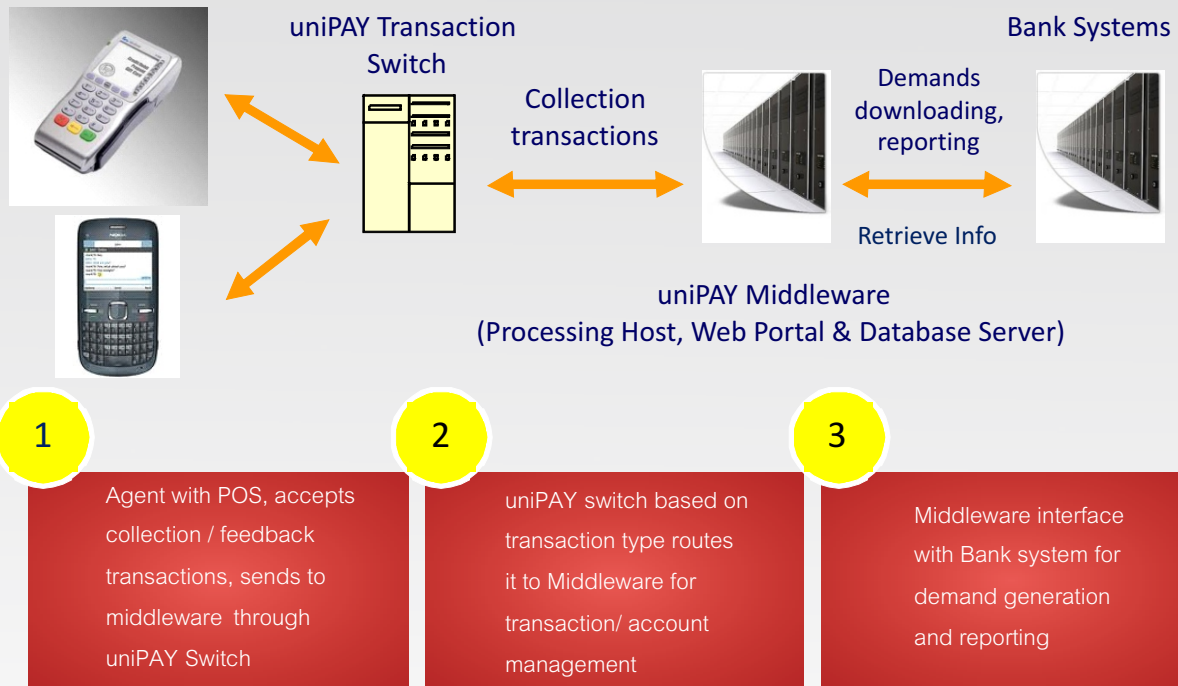 uniPAY Transaction
Switch
Bank Systems
Collection
transactions
Demands
downloading,
reporting
Retrieve Info
uniPAY Middleware
(Processing Host, Web Portal & Database Server)
1
Agent with POS, accepts
collection / feedback
transactions, sends to
middleware through
uniPAY Switch
2
uniPAY switch based on
transaction type routes
it to Middleware for
transaction/ account
management
3
Middleware interface
with Bank system for
demand generation
and reporting